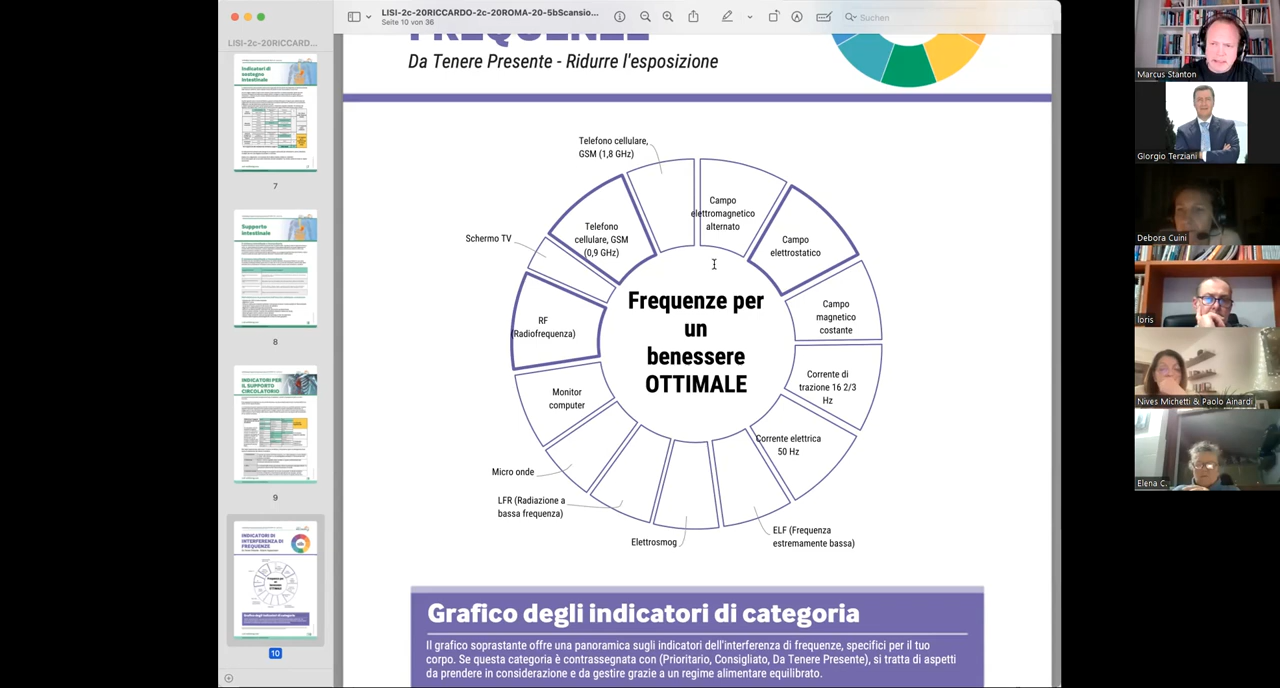 LISI-2c-20RICCARDO-2c-20ROMA-20-5bScansio...
Seite 10 von 36
Suchen
LISI-2c-20RICCARD...
Indicatori di
sostegno
intestinale
7
Supporto
intestinale
8
INDICATORI PER
IL SUPPORTO
CIRCOLATORIO
9
INDICATORI DI
INTERFERENZA DI
FREQUENZE
10
FREQUENZE
Da Tenere Presente - Ridurre l'esposizione
Telefono cellulare,
GSM (1,8 GHz)
Campo
elettromagnetico
alternato
Telefono
cellulare, GSM
(0,9 GHz)
Campo
elettrostatico
Schermo TV
Campo
magnetico
costante
RF
(Radiofrequenza)
Frequenze per
un
benessere
OTTIMALE
Corrente di
trazione 16 2/3
Hz
Monitor
computer
Corrente elettrica
50 Hz
Micro onde
LFR (Radiazione a
bassa frequenza)
Elettrosmog
ELF (Frequenza
estremamente bassa)
Grafico degli indicatori di categoria
Il grafico soprastante offre una panoramica sugli indicatori dell'interferenza di frequenze, specifici per il tuo
corpo. Se questa categoria è contrassegnata con (Prioritario, Consigliato, Da Tenere Presente), si tratta di aspetti
da prendere in considerazione e da gestire grazie a un regime alimentare equilibrato.
Marcus Stanton
Giorgio Terziani
Debora Cuini
loris
Nives Michetti & Paolo Ainardi
Elena C.